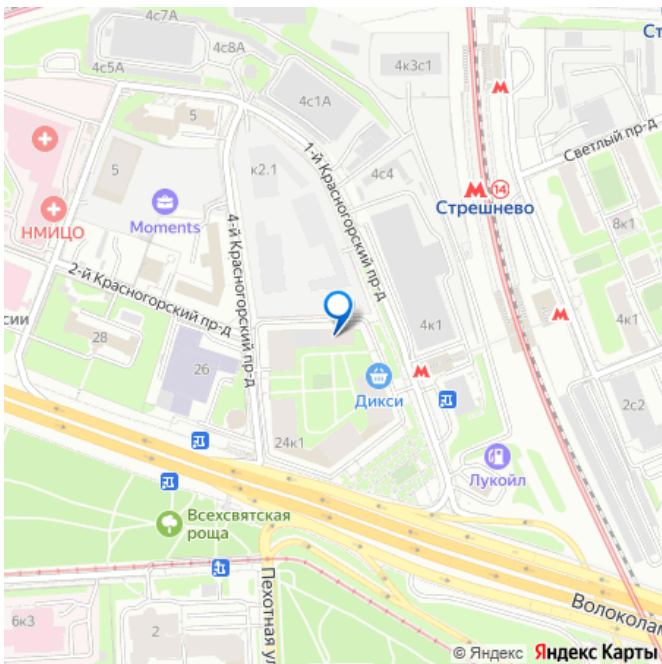 4с7А
4с8А
4с5А
4с1А
4к3с1
Ст
5
5
к2.1
1-й Красногорский пр-д
4с4
М
М
14
Стрешнево
Светлый пр-д
8к1
НМИЦО
Moments
4-й Красногорский пр-д
2-й Красногорский пр-д
сии
28
26
4к1
М
4к1
М
Дикси
2с2
24к1
Лукойл
Всехсвятская
роща
Пехотная ул
6к3
2
Волоколам
© Яндекс Яндекс Карты